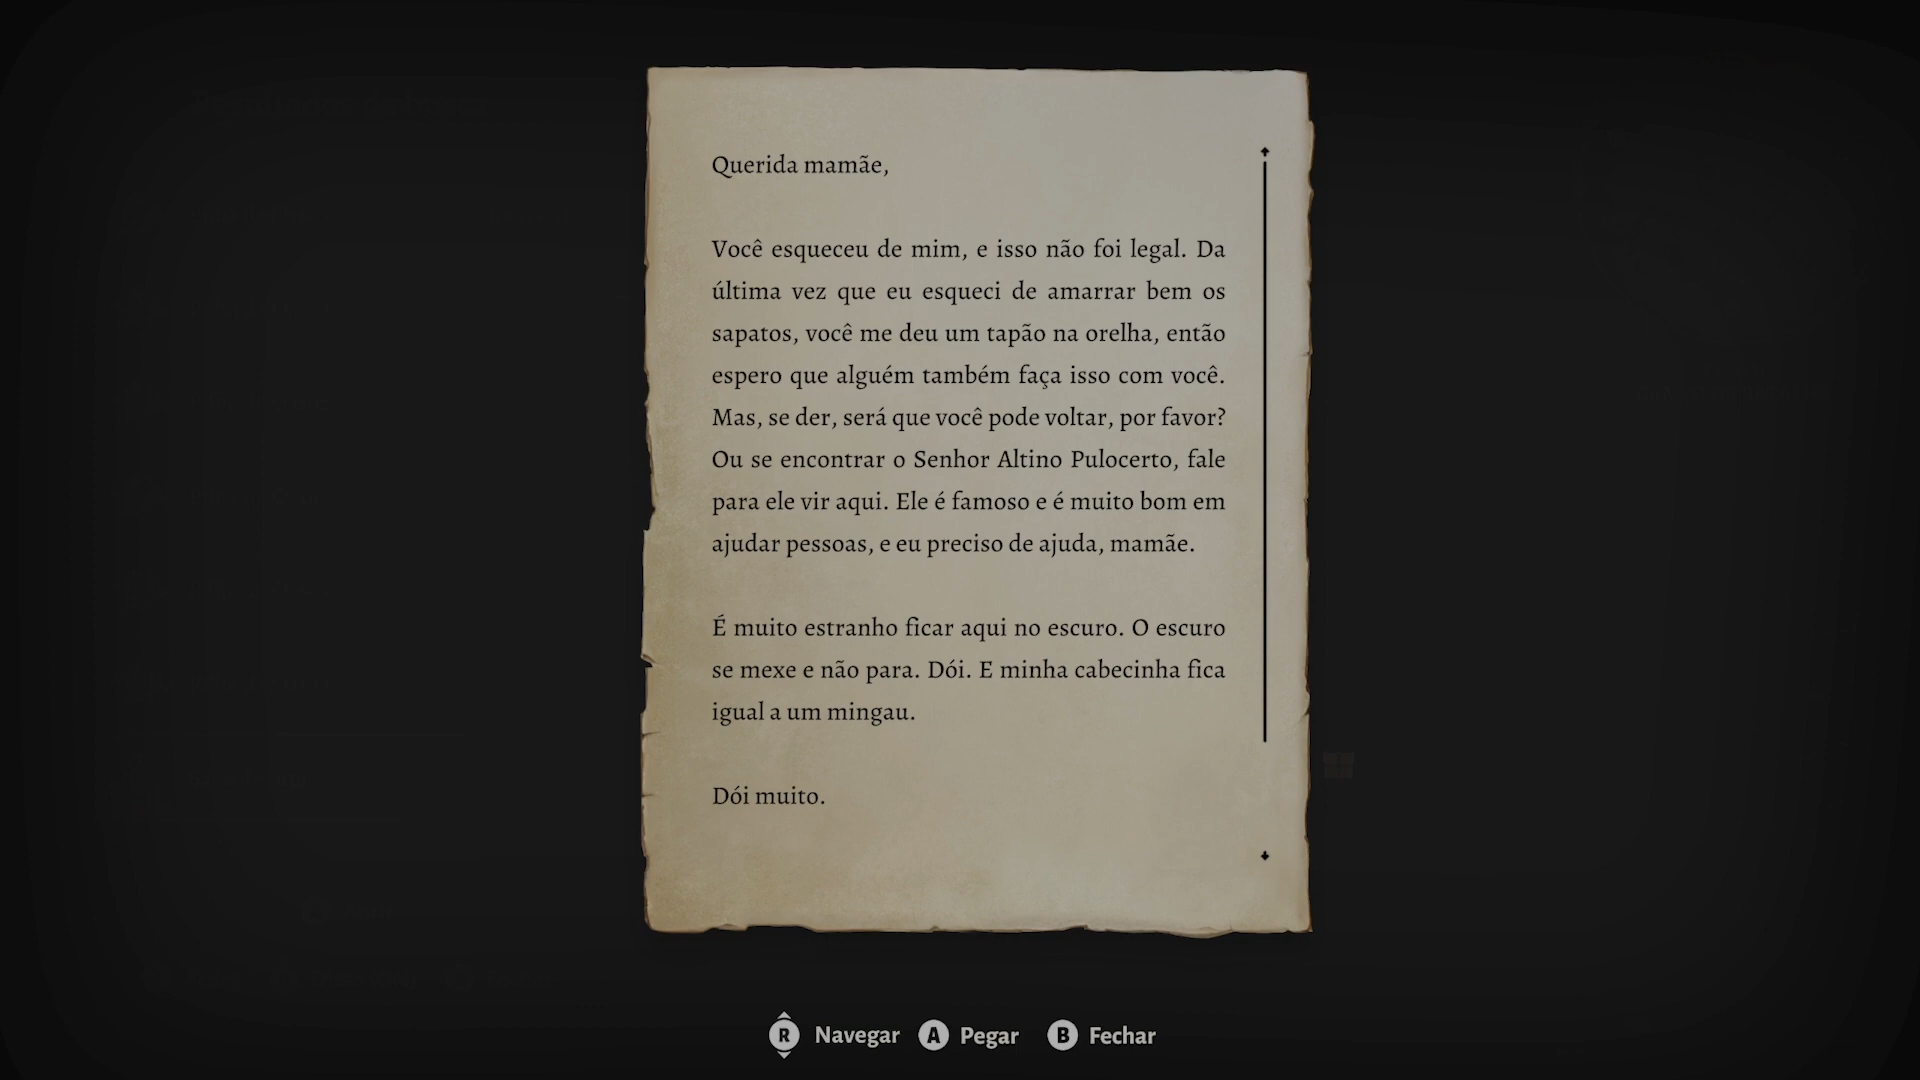 Querida mamãe,
Você esqueceu de mim, e isso não foi legal. Da
última vez que eu esqueci de amarrar bem os
sapatos, você me deu um tapão na orelha, então
espero que alguém também faça isso com você.
Mas, se der, será que você pode voltar, por favor?
Ou se encontrar o Senhor Altino Pulocerto, fale
para ele vir aqui. Ele é famoso e é muito bom em
ajudar pessoas, e eu preciso de ajuda, mamãe.
É muito estranho ficar aqui no escuro. O escuro
se mexe e não para. Dói. E minha cabecinha fica
igual a um mingau.
Dói muito.
R Navegar A Pegar B Fechar